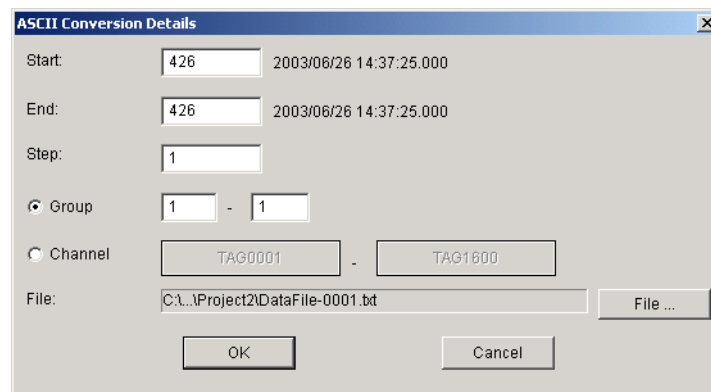 ASCII Conversion Details
Start: 426 2003/06/26 14:37:25.000
End: 426 2003/06/26 14:37:25.000
Step: 1
Group 1 - 1
Channel TAG0001 - TAG1600
File: C:\...\Project2\DataFile-0001.txt File ...
OK Cancel